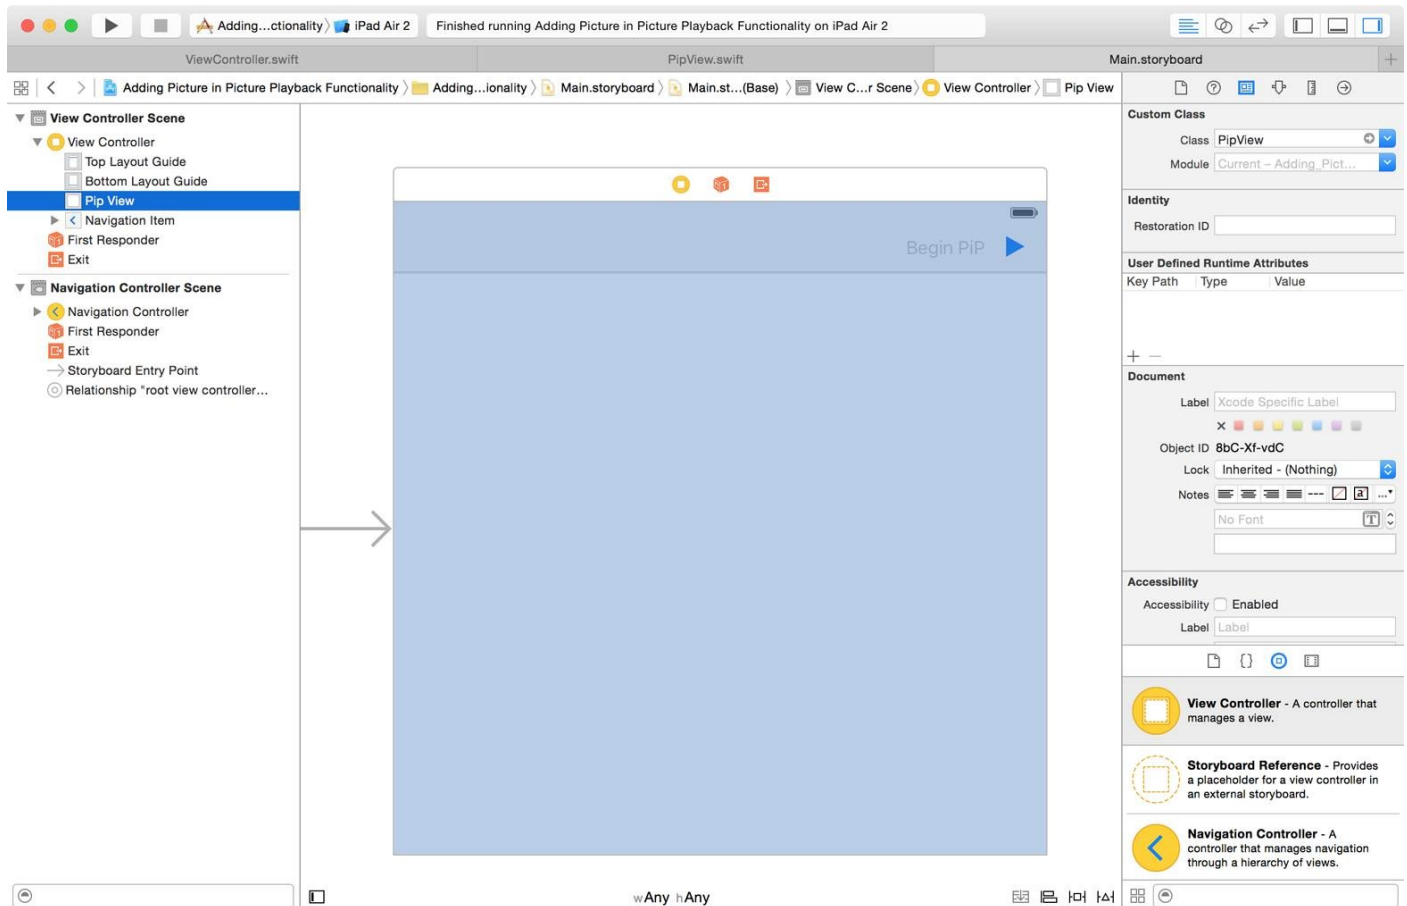 Adding...ctionality
iPad Air 2
Finished running Adding Picture in Picture Playback Functionality on iPad Air 2
ViewController.swift
PipView.swift
Main.storyboard
Adding Picture in Picture Playback Functionality
Adding...ionality
Main.storyboard
Main.st...(Base)
View C...r Scene
View Controller
Pip View
View Controller Scene
View Controller
Top Layout Guide
Bottom Layout Guide
Pip View
Navigation Item
First Responder
Exit
Navigation Controller Scene
Navigation Controller
First Responder
Exit
Storyboard Entry Point
Relationship "root view controller...
Begin PiP
wAny hAny
Custom Class
Class PipView
Module Current – Adding_Pict...
Identity
Restoration ID
User Defined Runtime Attributes
Key Path Type Value
Document
Label Xcode Specific Label
Object ID 8bC-Xf-vdC
Lock Inherited - (Nothing)
Notes
No Font
Accessibility
Accessibility Enabled
Label Label
View Controller - A controller that
manages a view.
Storyboard Reference - Provides
a placeholder for a view controller in
an external storyboard.
Navigation Controller - A
controller that manages navigation
through a hierarchy of views.